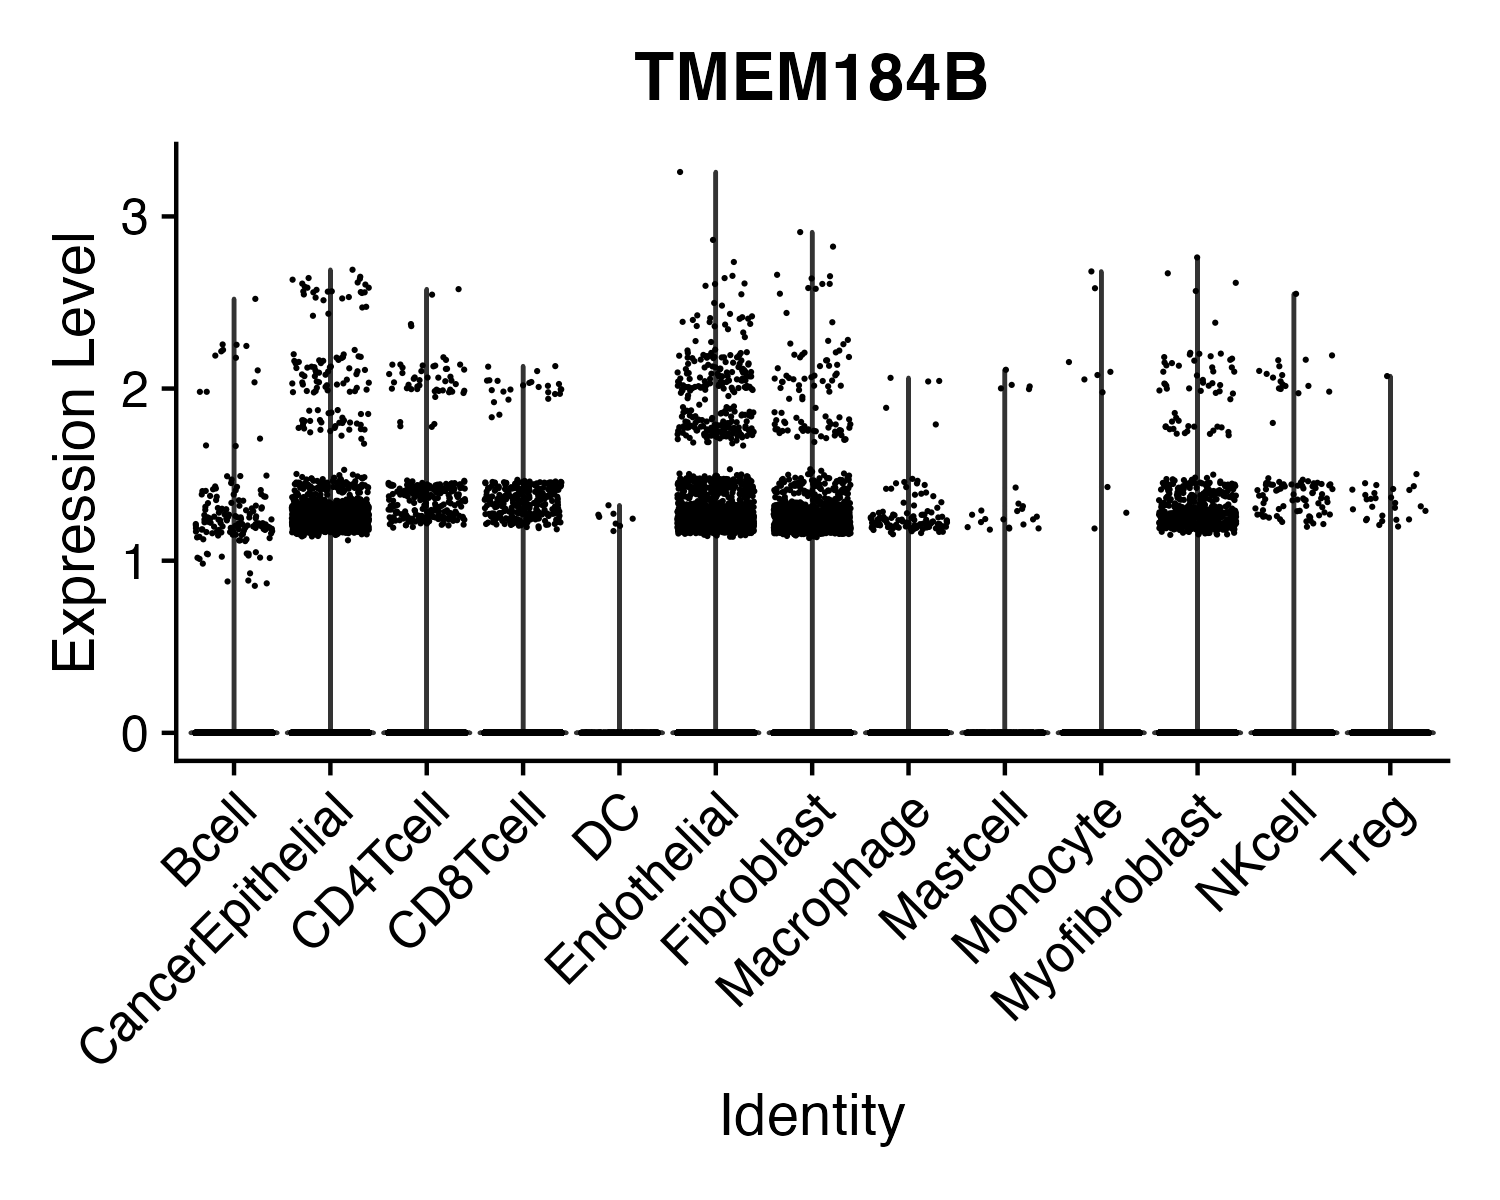 TMEM184B
Expression Level
3
2
1
0
Bcell
CancerEpithelial
CD4Tcell
CD8Tcell
DC
Endothelial
Fibroblast
Macrophage
Mastcell
Monocyte
Myofibroblast
NKcell
Treg
Identity